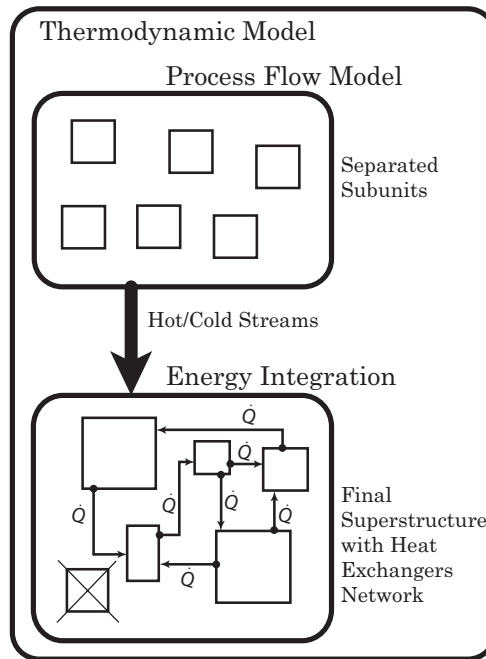 Thermodynamic Model
Process Flow Model
Separated
Subunits
Hot/Cold Streams
Energy Integration
Q̇
Q̇
Q̇
Q̇
Q̇
Q̇
Q̇
Final
Superstructure
with Heat
Exchangers
Network